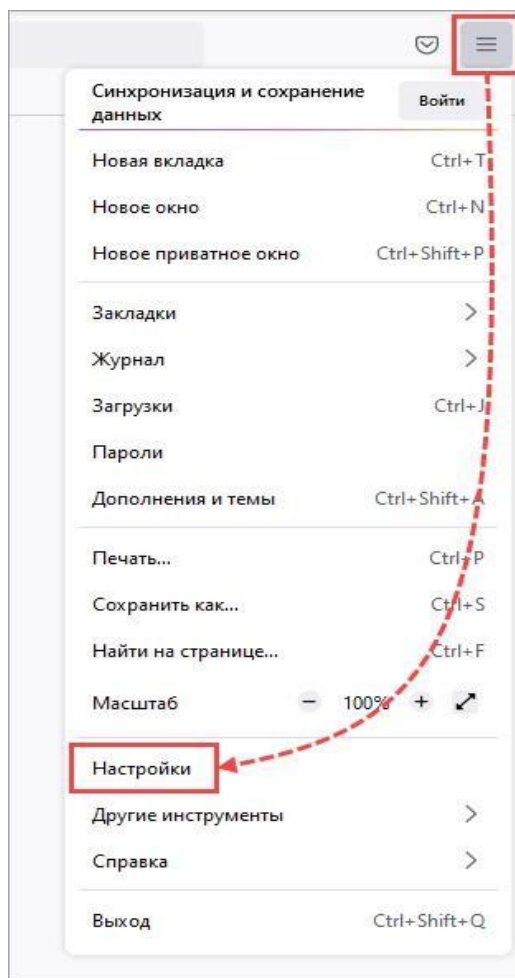 Синхронизация и сохранение
данных
Войти
Новая вкладка Ctrl+T
Новое окно Ctrl+N
Новое приватное окно Ctrl+Shift+P
Закладки
Журнал
Загрузки Ctrl+J
Пароли
Дополнения и темы Ctrl+Shift+A
Печать... Ctrl+P
Сохранить как... Ctrl+S
Найти на странице... Ctrl+F
Масштаб − 100% +
Настройки
Другие инструменты
Справка
Выход Ctrl+Shift+Q